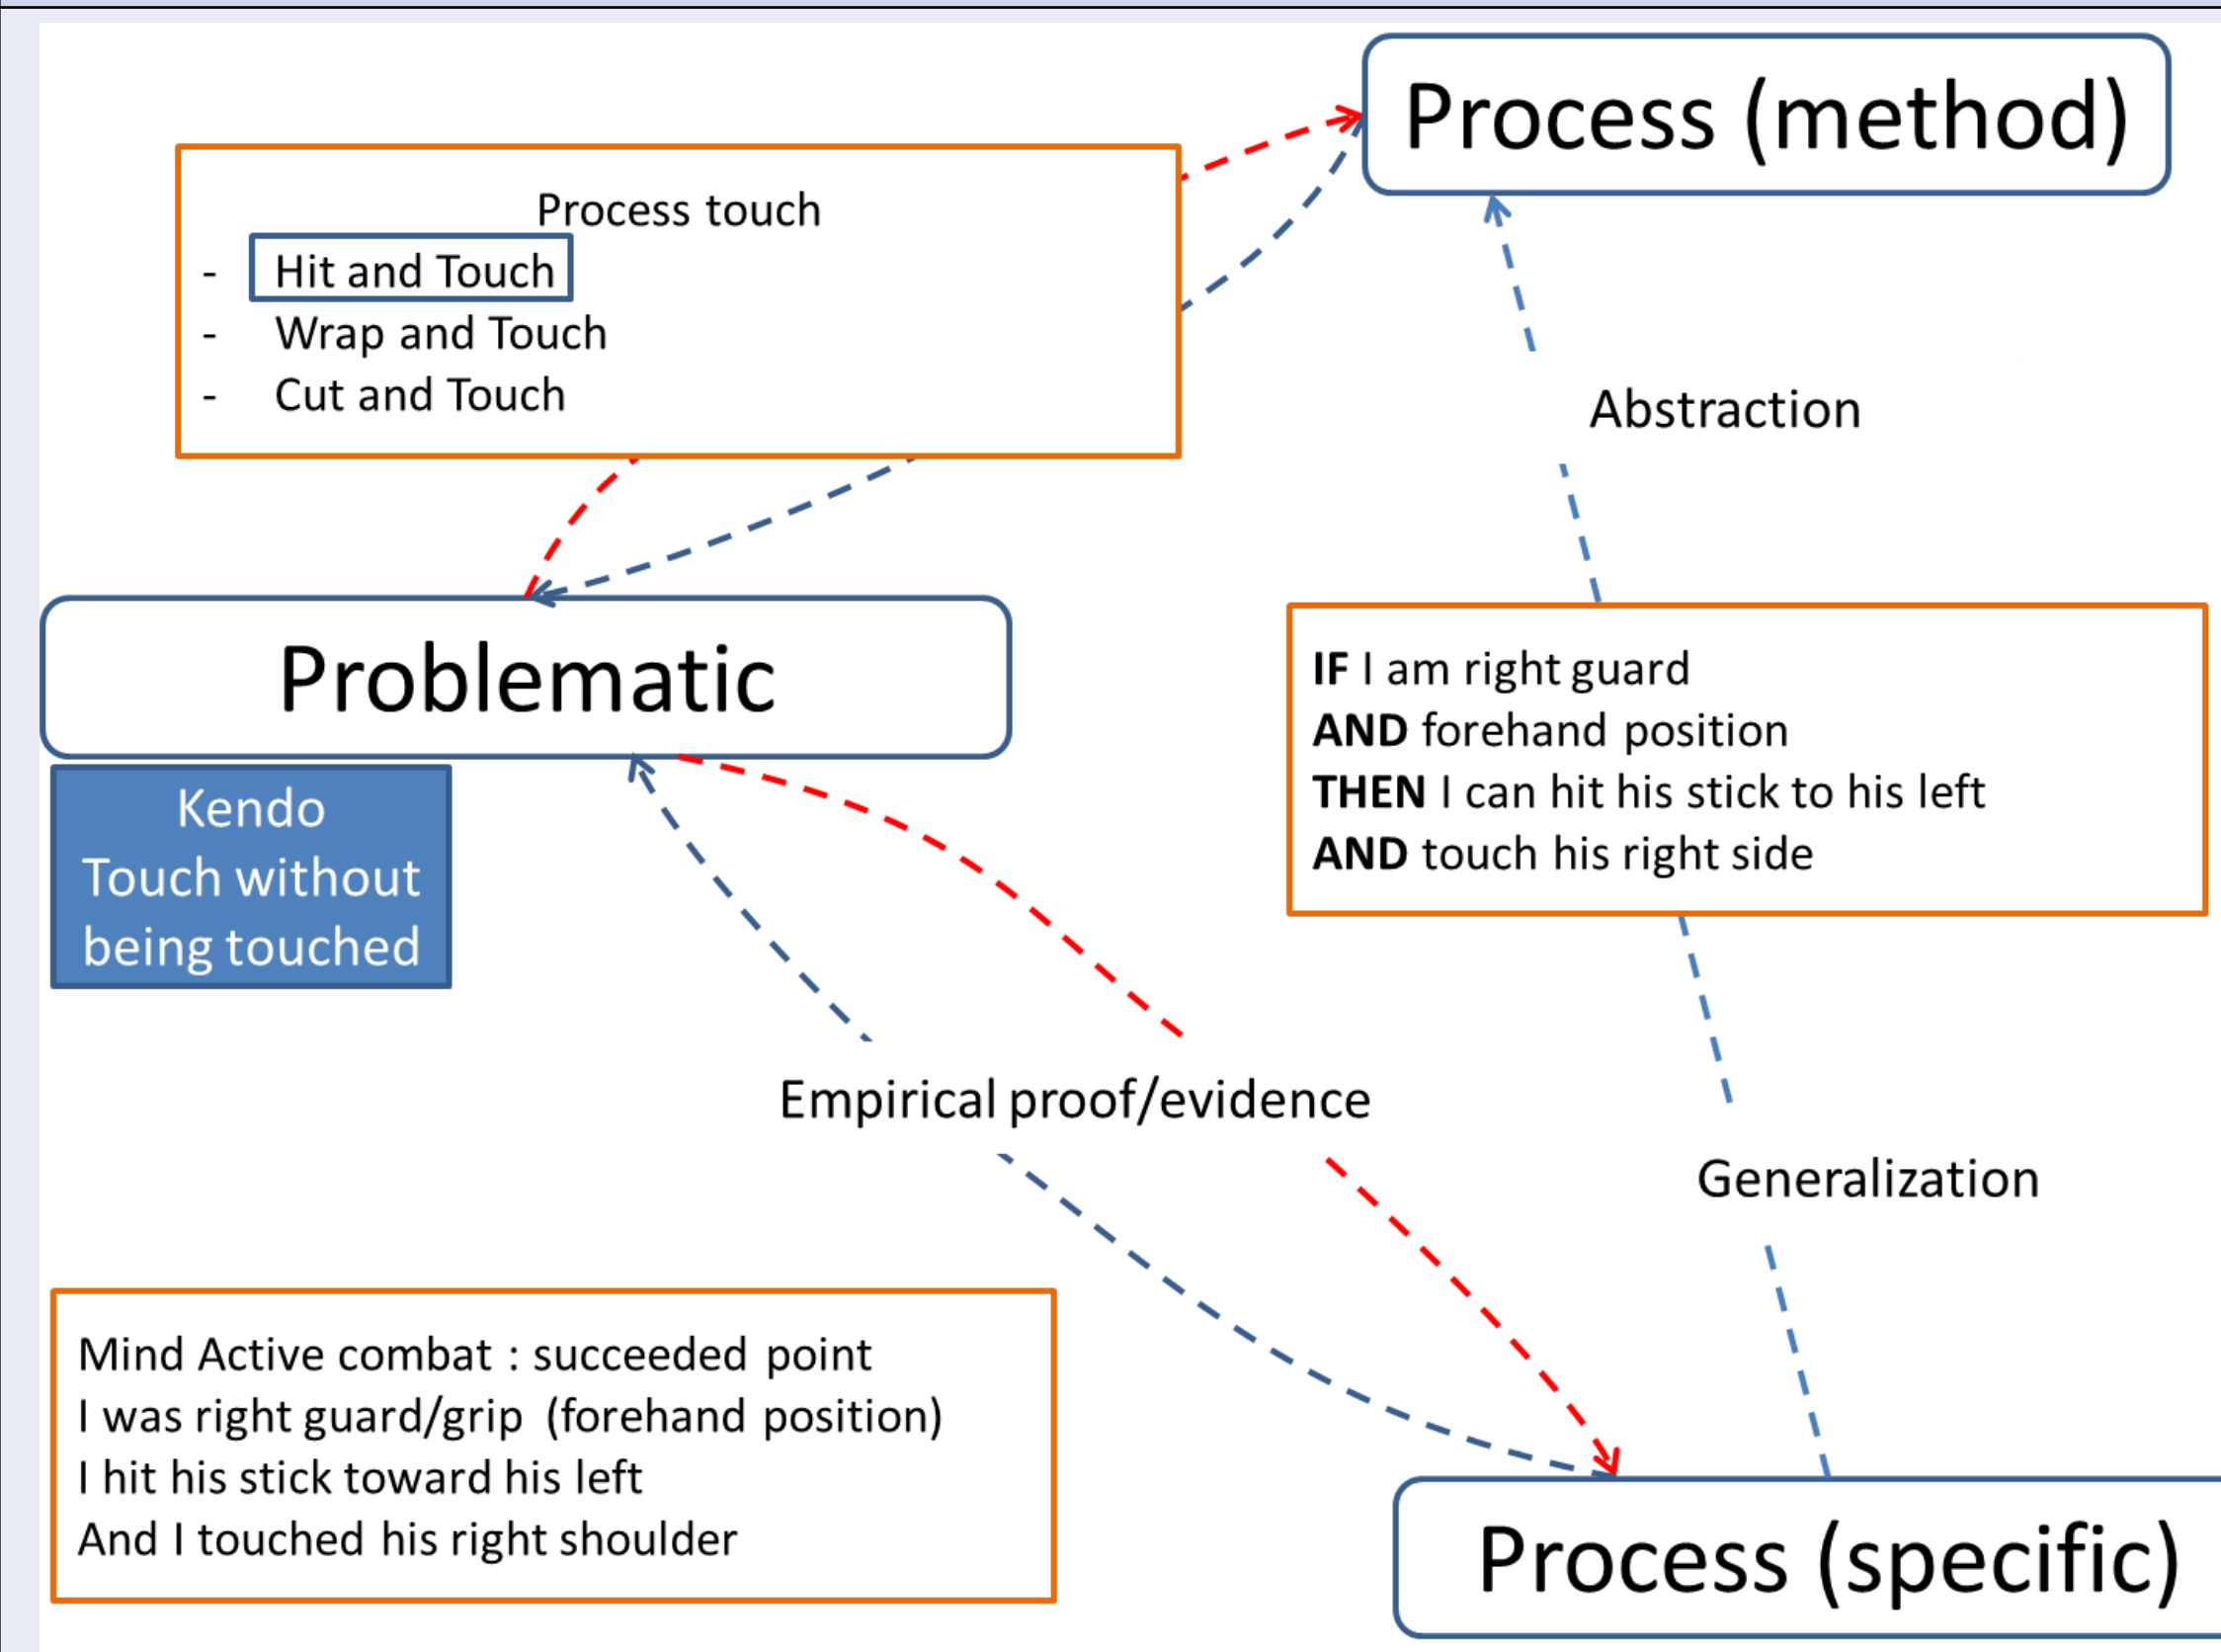 Process (method)
Process touch
- Hit and Touch
- Wrap and Touch
- Cut and Touch
Abstraction
Problematic
IF I am right guard
AND forehand position
THEN I can hit his stick to his left
AND touch his right side
Kendo
Touch without
being touched
Empirical proof/evidence
Generalization
Mind Active combat : succeeded point
I was right guard/grip (forehand position)
I hit his stick toward his left
And I touched his right shoulder
Process (specific)